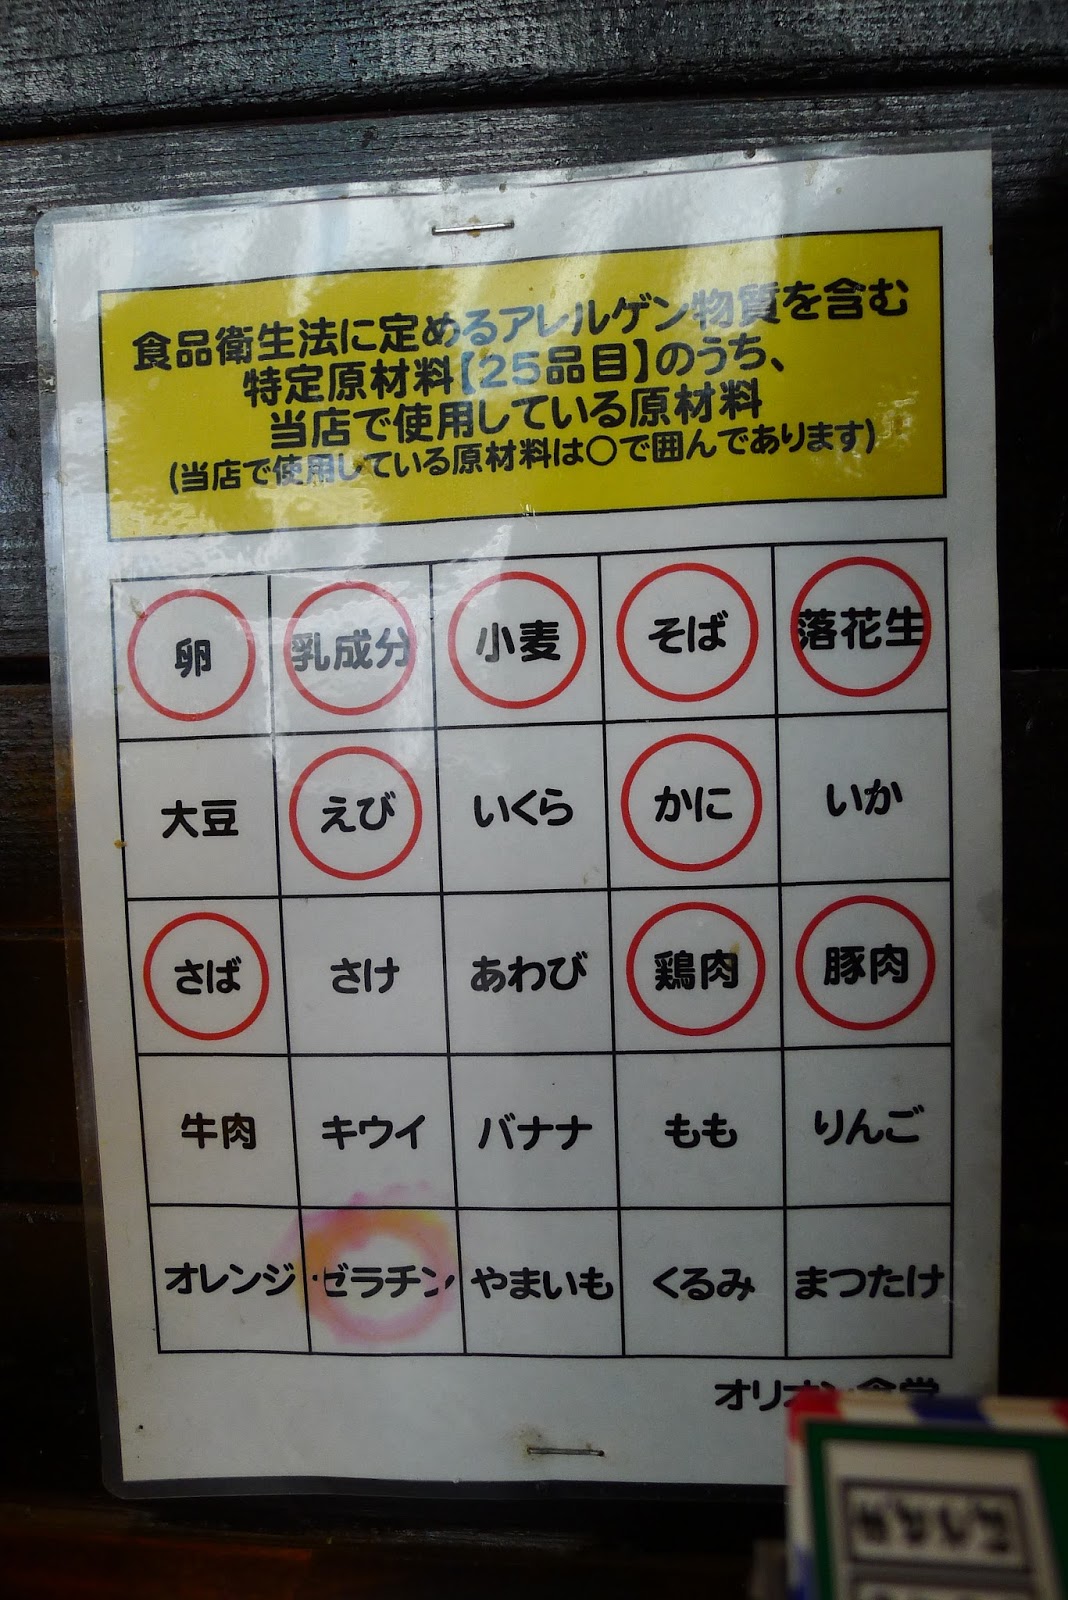 食品衛生法に定めるアレルゲン物質を含む
特定原材料【25品目】のうち、
当店で使用している原材料
(当店で使用している原材料は○で囲んであります)
卵 乳成分 小麦 そば 落花生
大豆 えび いくら かに いか
さば さけ あわび 鶏肉 豚肉
牛肉 キウイ バナナ もも りんご
オレンジ ゼラチン やまいも くるみ まつたけ
オリオン食堂